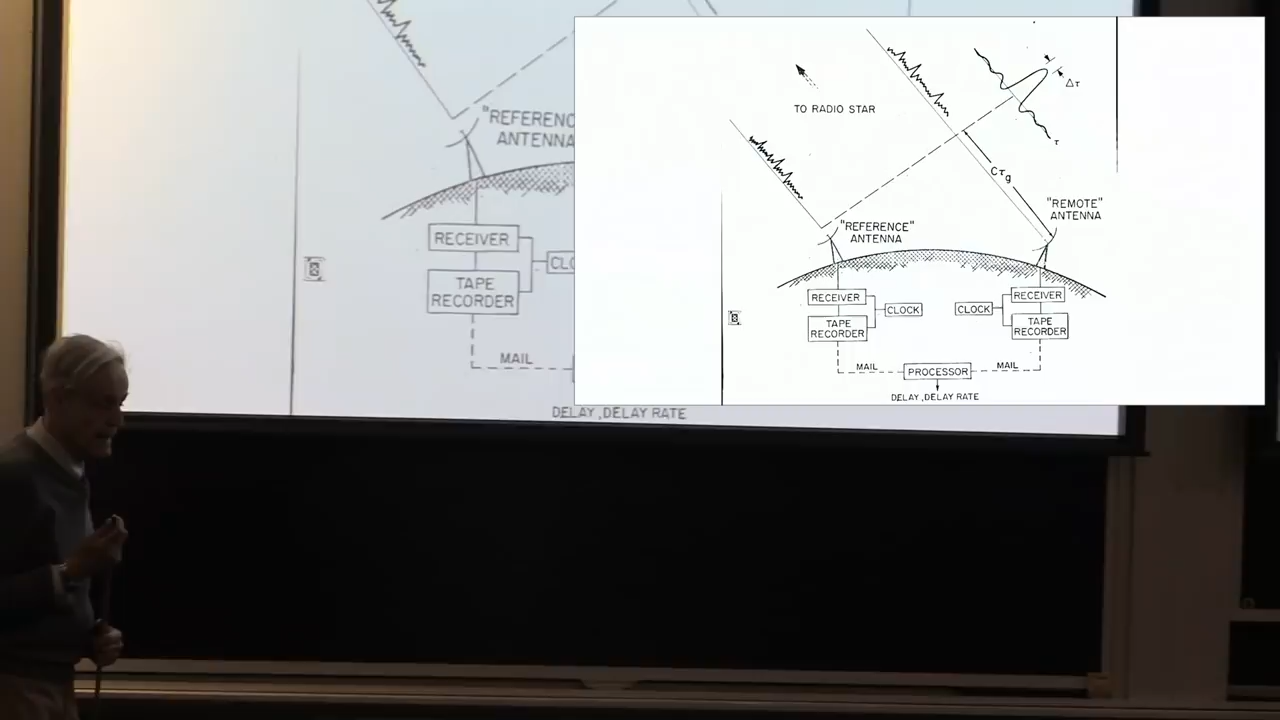 "REFERENC
ANTENNA
RECEIVER
CLO
TAPE
RECORDER
MAIL
DELAY, DELAY RATE
TO RADIO STAR
Δτ
τ
Cτg
"REFERENCE"
ANTENNA
"REMOTE"
ANTENNA
RECEIVER
CLOCK
TAPE
RECORDER
CLOCK
RECEIVER
TAPE
RECORDER
MAIL
PROCESSOR
MAIL
DELAY, DELAY RATE